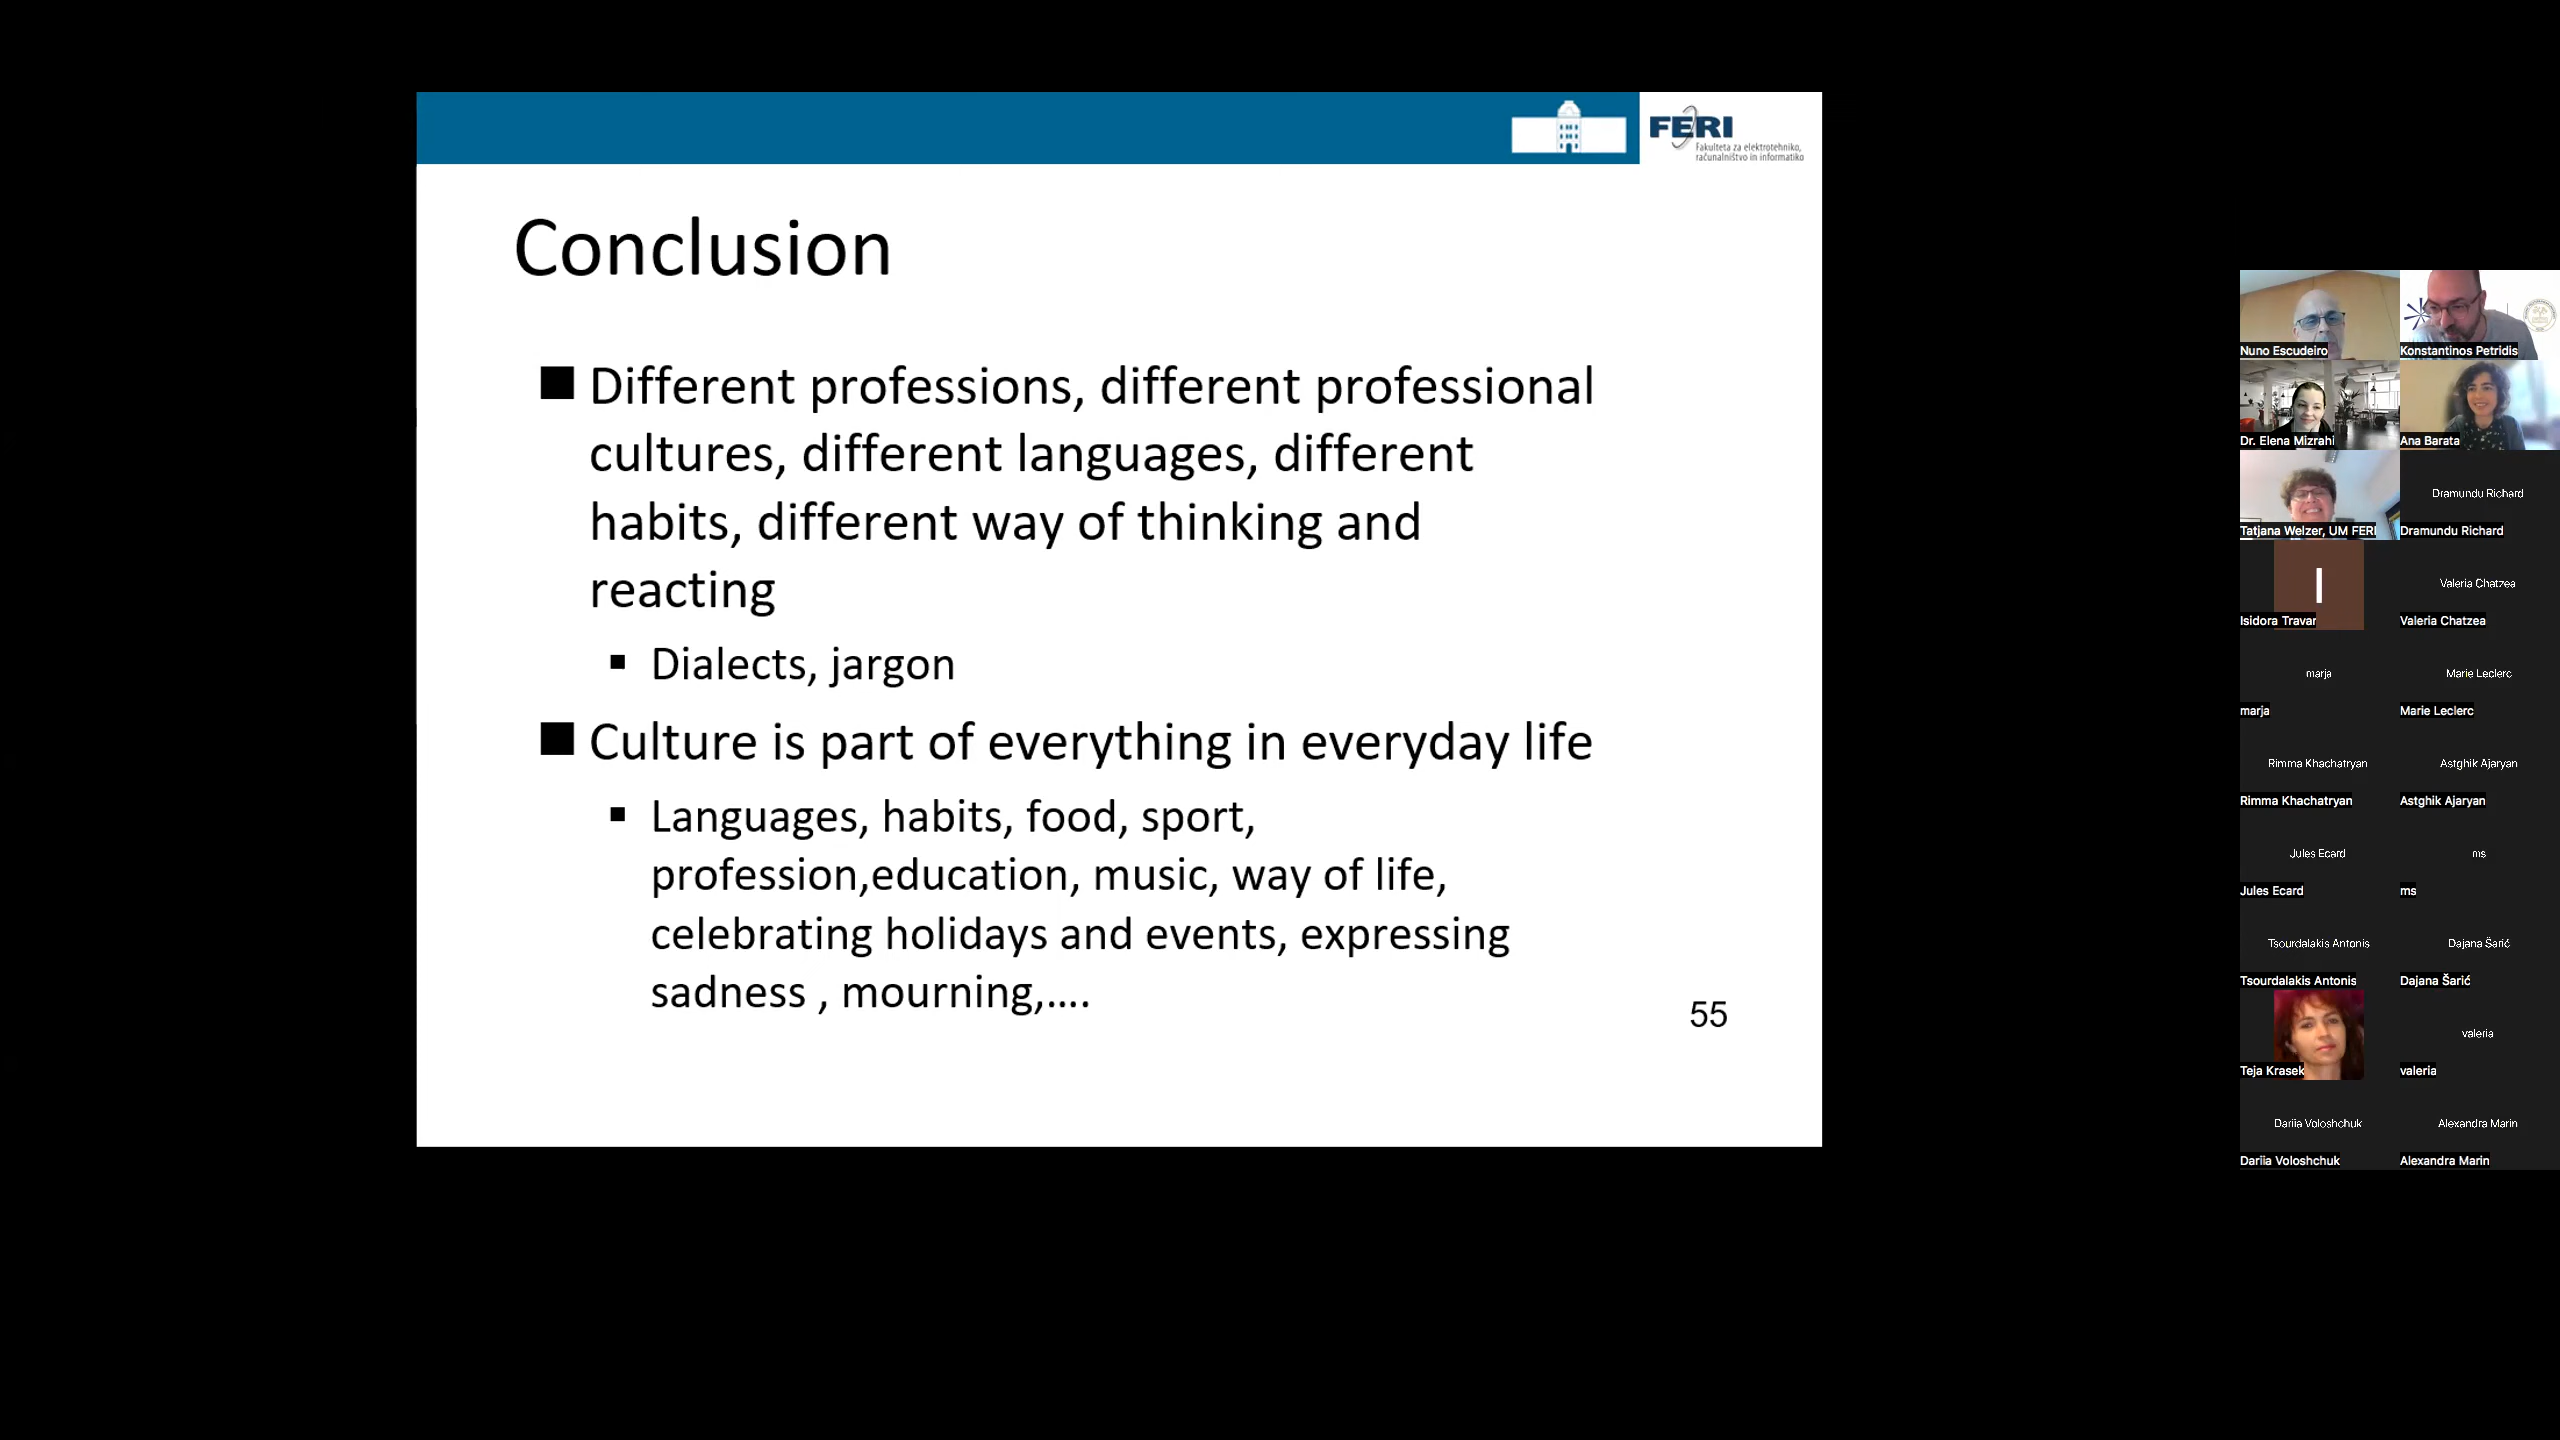 FERI
Fakulteta za elektrotehniko,
računalništvo in informatiko
Conclusion
Different professions, different professional
cultures, different languages, different
habits, different way of thinking and
reacting
Dialects, jargon
Culture is part of everything in everyday life
Languages, habits, food, sport,
profession,education, music, way of life,
celebrating holidays and events, expressing
sadness , mourning,….
55
Nuno Escudeiro
Konstantinos Petridis
Dr. Elena Mizrahi
Ana Barata
Dramundu Richard
Tatjana Welzer, UM FERI
Dramundu Richard
I
Valeria Chatzea
Isidora Travar
Valeria Chatzea
marja
Marie Leclerc
marja
Marie Leclerc
Rimma Khachatryan
Astghik Ajaryan
Rimma Khachatryan
Astghik Ajaryan
Jules Ecard
ms
Jules Ecard
ms
Tsourdalakis Antonis
Dajana Šarić
Tsourdalakis Antonis
Dajana Šarić
valeria
Teja Krasek
valeria
Dariia Voloshchuk
Alexandra Marin
Dariia Voloshchuk
Alexandra Marin